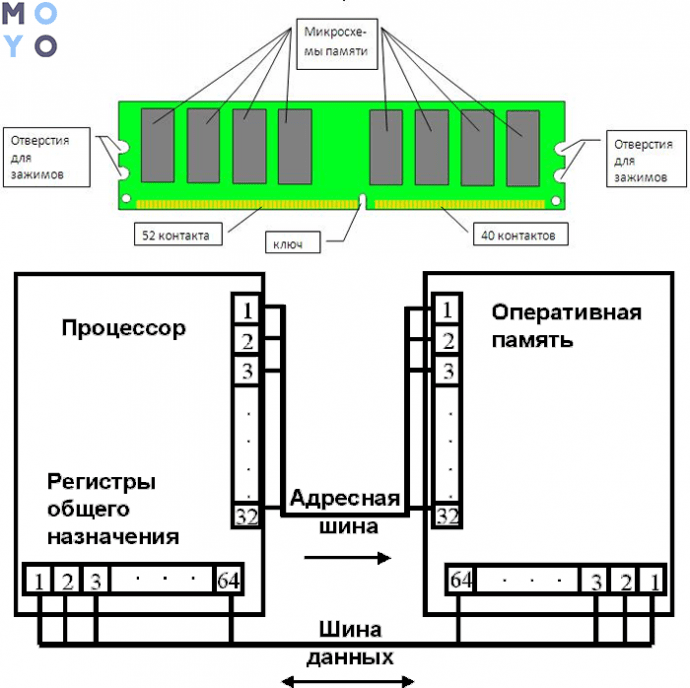 MO
YO
Микросхе-
мы памяти
Отверстия
для
зажимов
Отверстия
для
зажимов
52 контакта
ключ
40 контактов
Процессор
1
2
3
.
.
.
32
Регистры
общего
назначения
1 2 3 . . . 64
Адресная
шина
Оперативная
память
1
2
3
.
.
.
32
64 . . . 3 2 1
Шина
данных